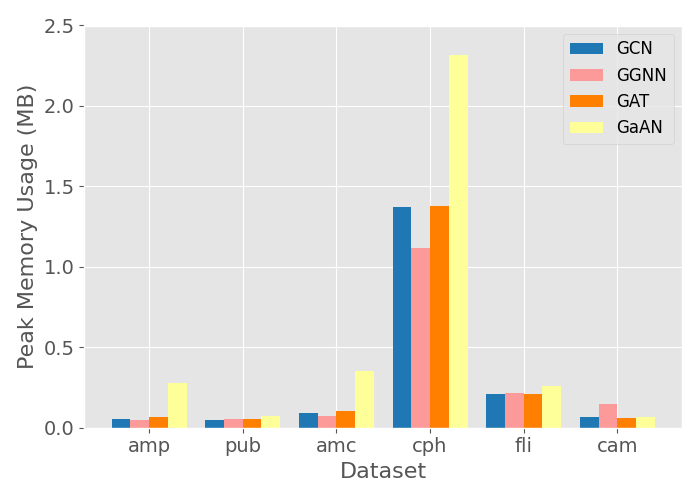 2.5
2.0
1.5
1.0
0.5
0.0
Peak Memory Usage (MB)
GCN
GGNN
GAT
GaAN
amp pub amc cph fli cam
Dataset